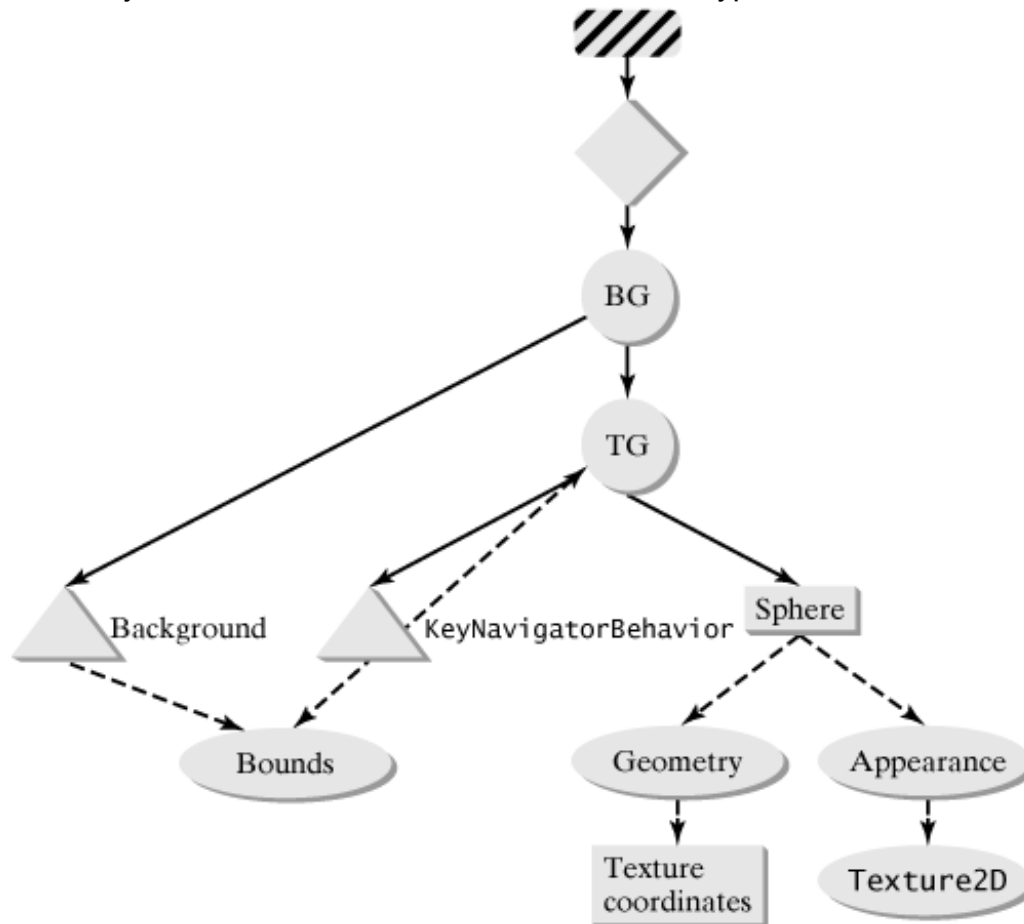 BG
TG
Background
KeyNavigatorBehavior
Sphere
Bounds
Geometry
Appearance
Texture
coordinates
Texture2D